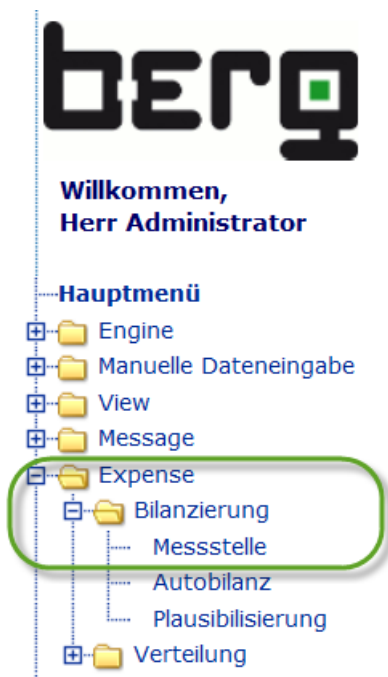 berg
Willkommen,
Herr Administrator
Hauptmenü
Engine
Manuelle Dateneingabe
View
Message
Expense
Bilanzierung
Messstelle
Autobilanz
Plausibilisierung
Verteilung